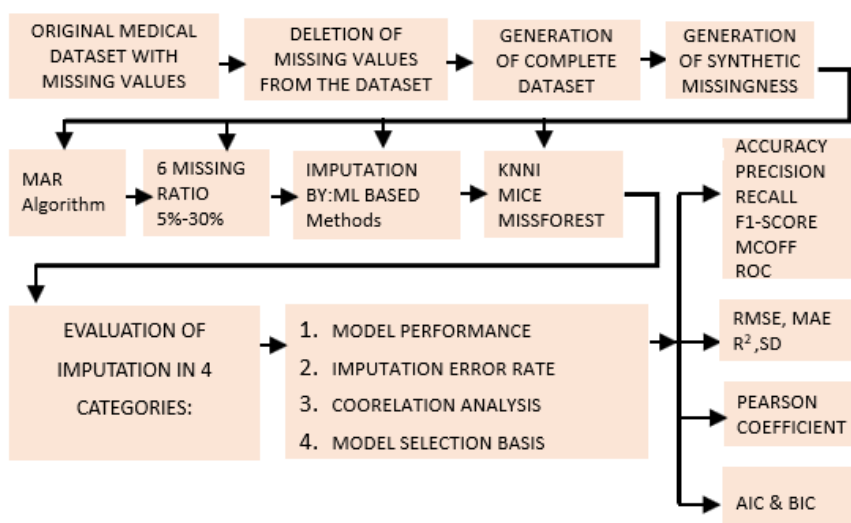 ORIGINAL MEDICAL
DATASET WITH
MISSING VALUES
DELETION OF
MISSING VALUES
FROM THE DATASET
GENERATION
OF COMPLETE
DATASET
GENERATION
OF SYNTHETIC
MISSINGNESS
MAR
Algorithm
6 MISSING
RATIO
5%-30%
IMPUTATION
BY:ML BASED
Methods
KNNI
MICE
MISSFOREST
EVALUATION OF
IMPUTATION IN 4
CATEGORIES:
1. MODEL PERFORMANCE
2. IMPUTATION ERROR RATE
3. COORELATION ANALYSIS
4. MODEL SELECTION BASIS
ACCURACY
PRECISION
RECALL
F1-SCORE
MCOFF
ROC
RMSE, MAE
R² ,SD
PEARSON
COEFFICIENT
AIC & BIC